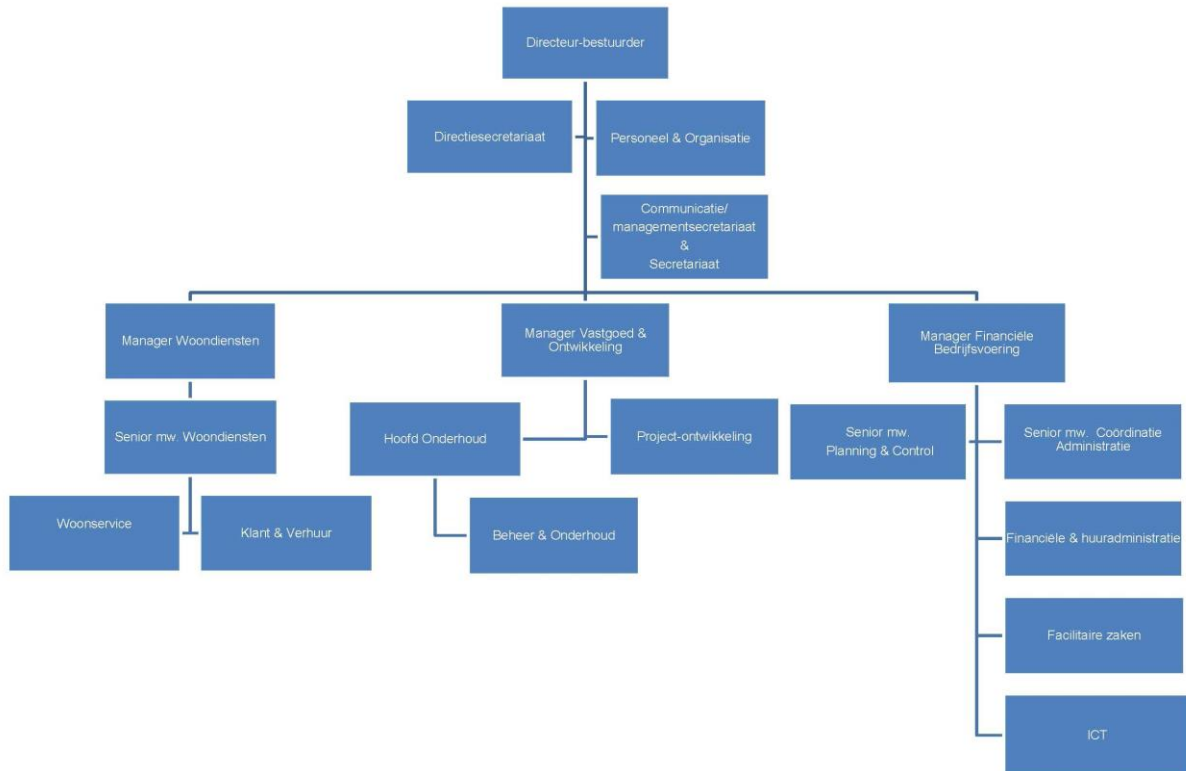 Directeur-bestuurder
Directiesecretariaat
Personeel & Organisatie
Communicatie/
managementsecretariaat
&
Secretariaat
Manager Woondiensten
Manager Vastgoed &
Ontwikkeling
Manager Financiële
Bedrijfsvoering
Senior mw. Woondiensten
Hoofd Onderhoud
Project-ontwikkeling
Senior mw.
Planning & Control
Senior mw. Coördinatie
Administratie
Woonservice
Klant & Verhuur
Beheer & Onderhoud
Financiële & huuradministratie
Facilitaire zaken
ICT